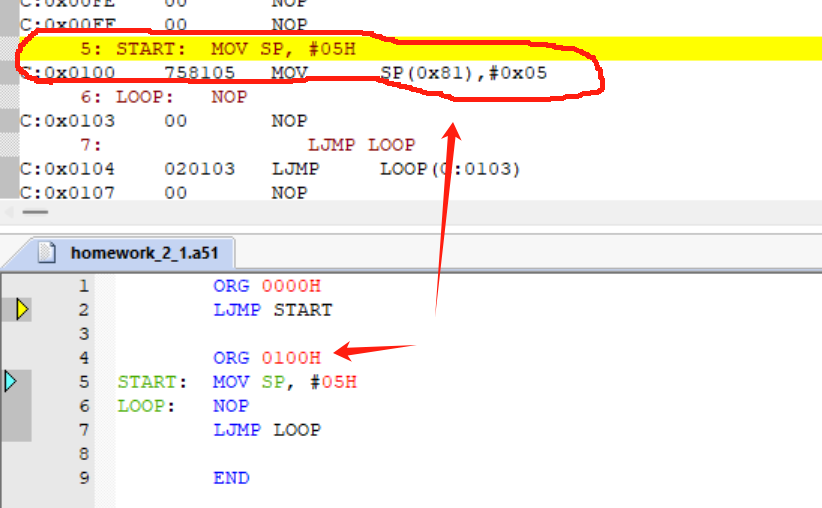 C:0x00FE 00 NOP
C:0x00FF 00 NOP
5: START: MOV SP, #05H
C:0x0100 758105 MOV SP(0x81),#0x05
6: LOOP: NOP
C:0x0103 00 NOP
7: LJMP LOOP
C:0x0104 020103 LJMP LOOP(C:0103)
C:0x0107 00 NOP
homework_2_1.a51
1 ORG 0000H
2 LJMP START
3
4 ORG 0100H
5 START: MOV SP, #05H
6 LOOP: NOP
7 LJMP LOOP
8
9 END